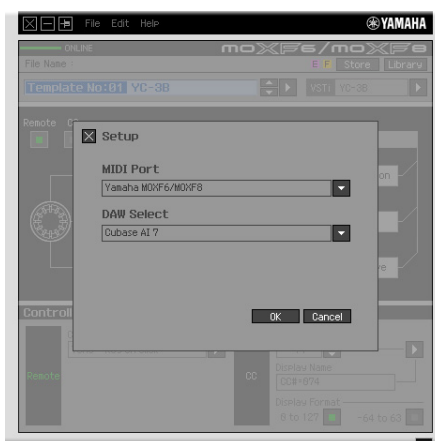 File Edit Help
YAMAHA
ONLINE
MOXF6/MOXF8
File Name :
E F Store Library
Template No:01 YC-3B
VSTi YC-3B
Remote
Setup
MIDI Port
Yamaha MOXF6/MOXF8
DAW Select
Cubase AI 7
OK Cancel
Controll
Remote
CC
Display Name
CC#+074
Display Format
0 to 127 -64 to 63